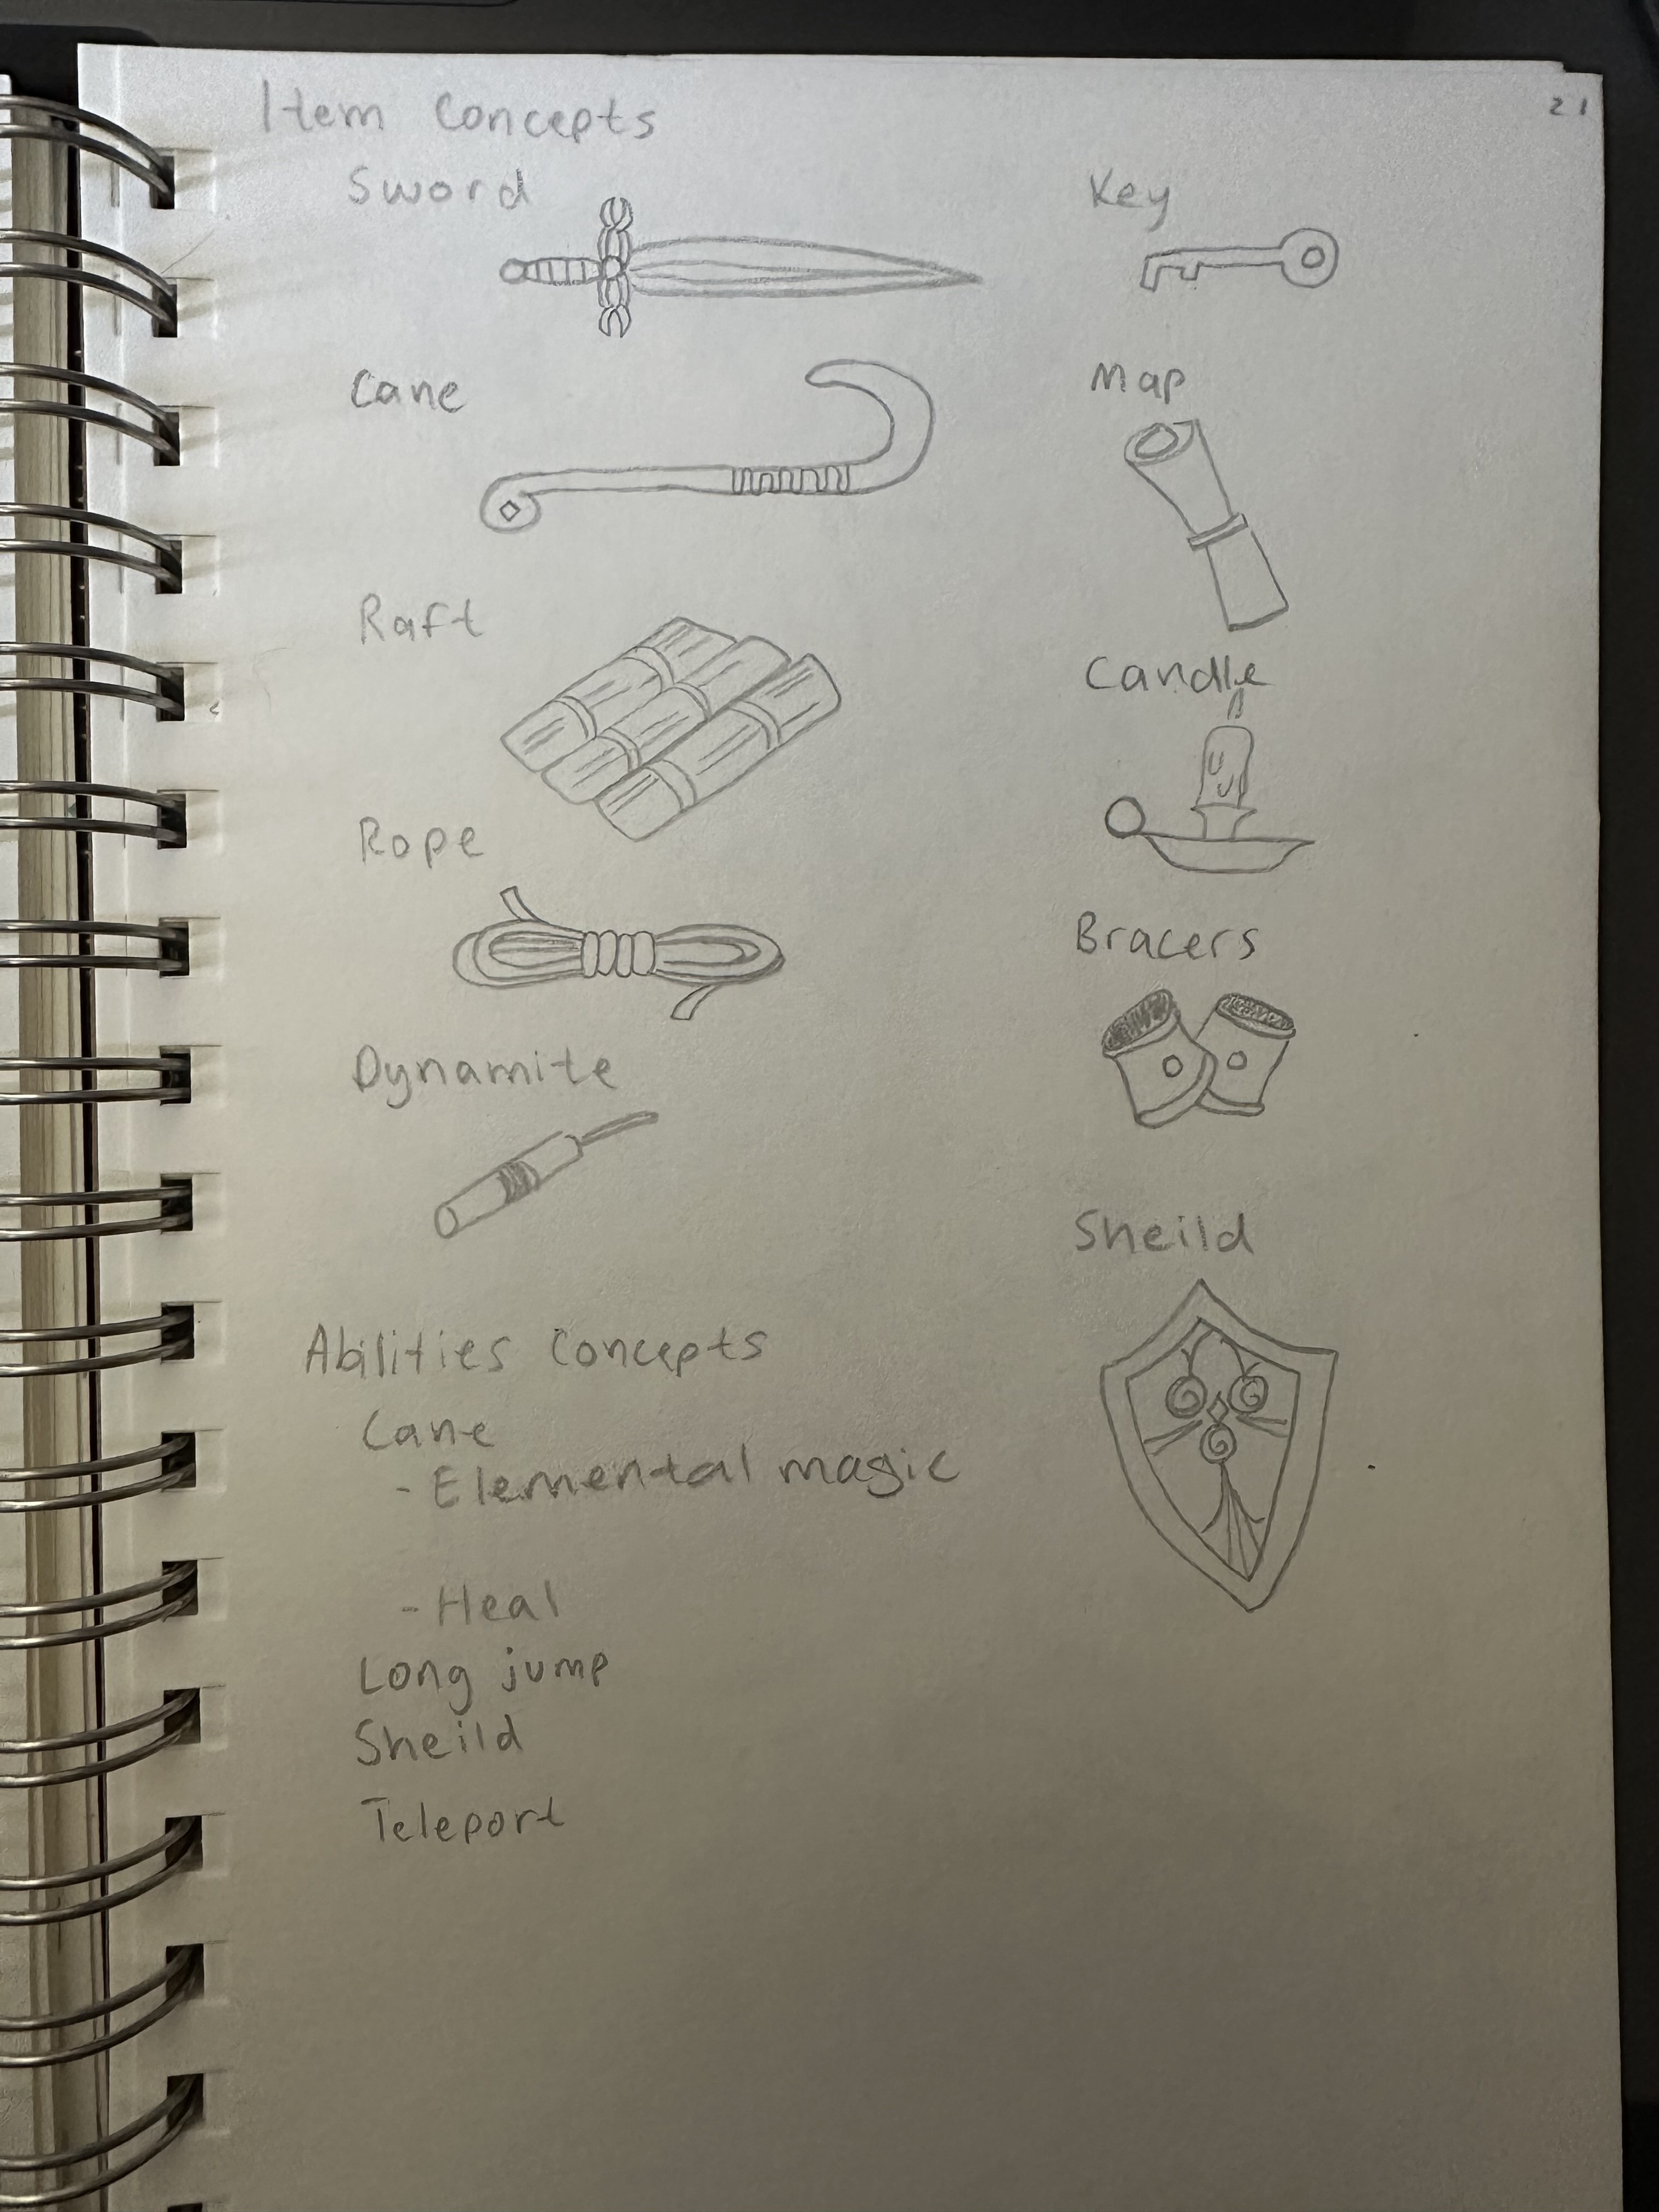 Item Concepts
21
Sword
Key
Cane
Map
Raft
Candle
Rope
Bracers
Dynamite
Sheild
Abilities Concepts
Cane
- Elemental magic
- Heal
Long jump
Sheild
Teleport